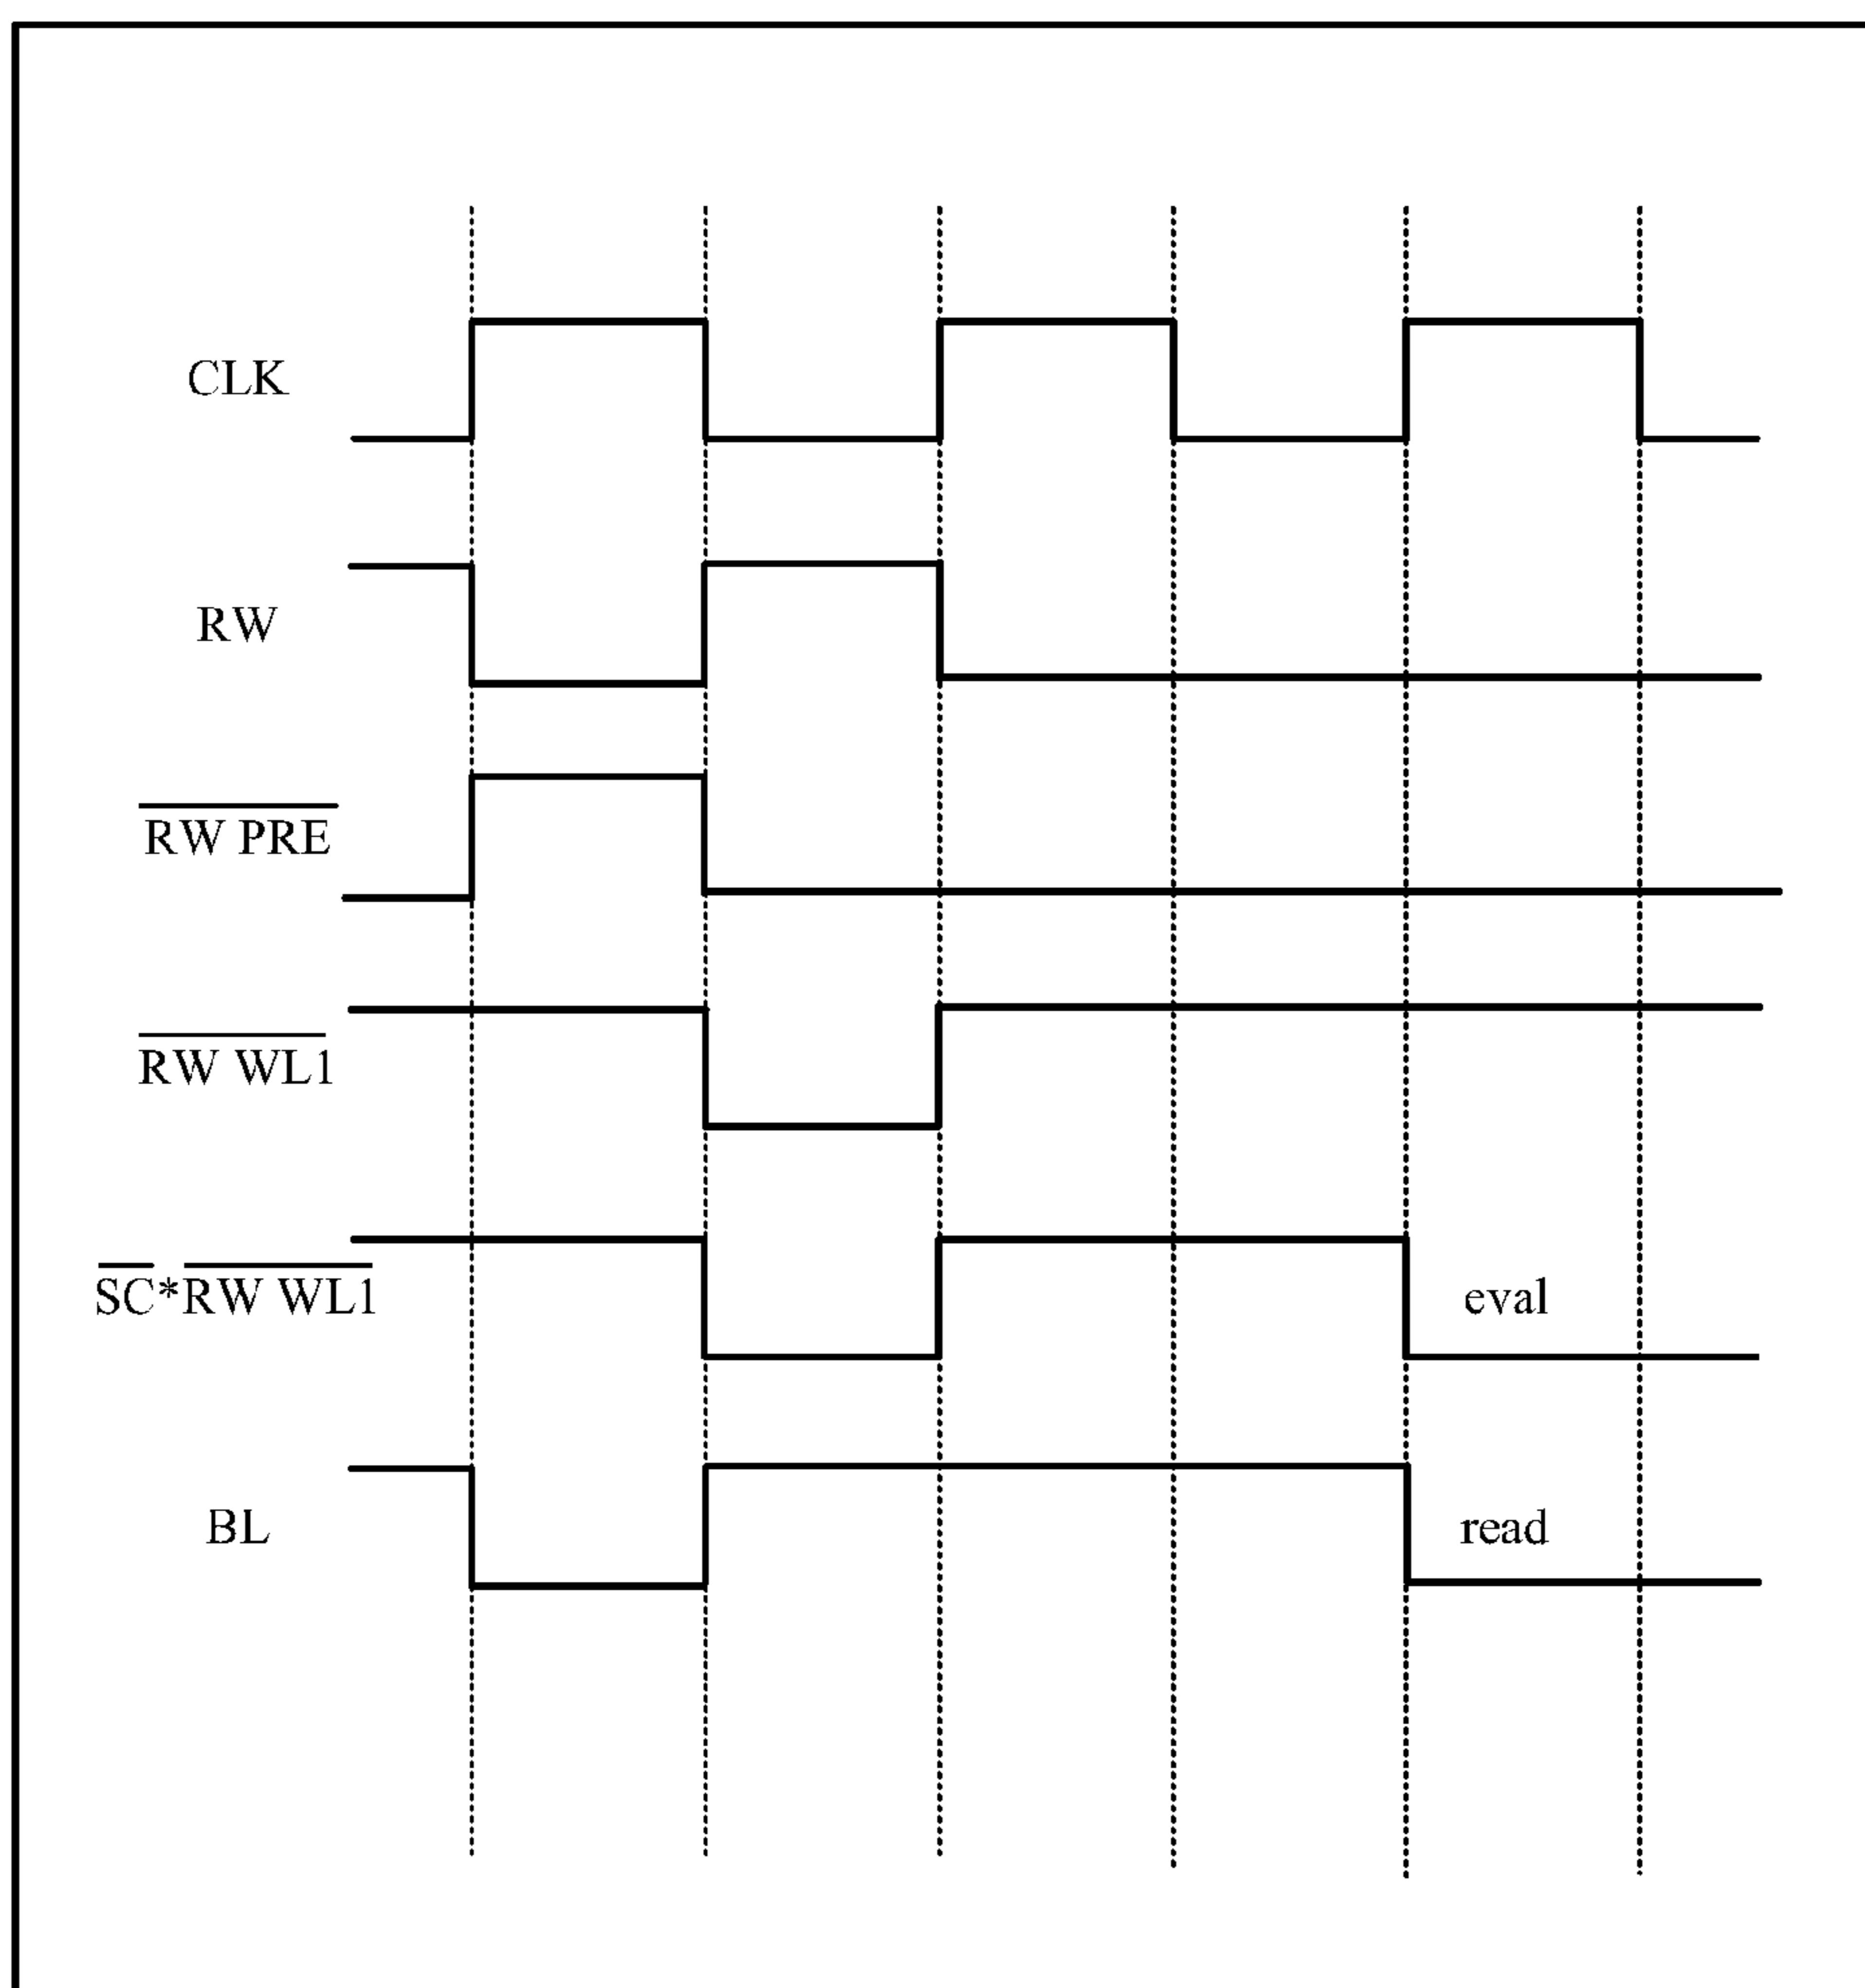 CLK
RW
RW PRE
RW WL1
SC*RW WL1
eval
BL
read